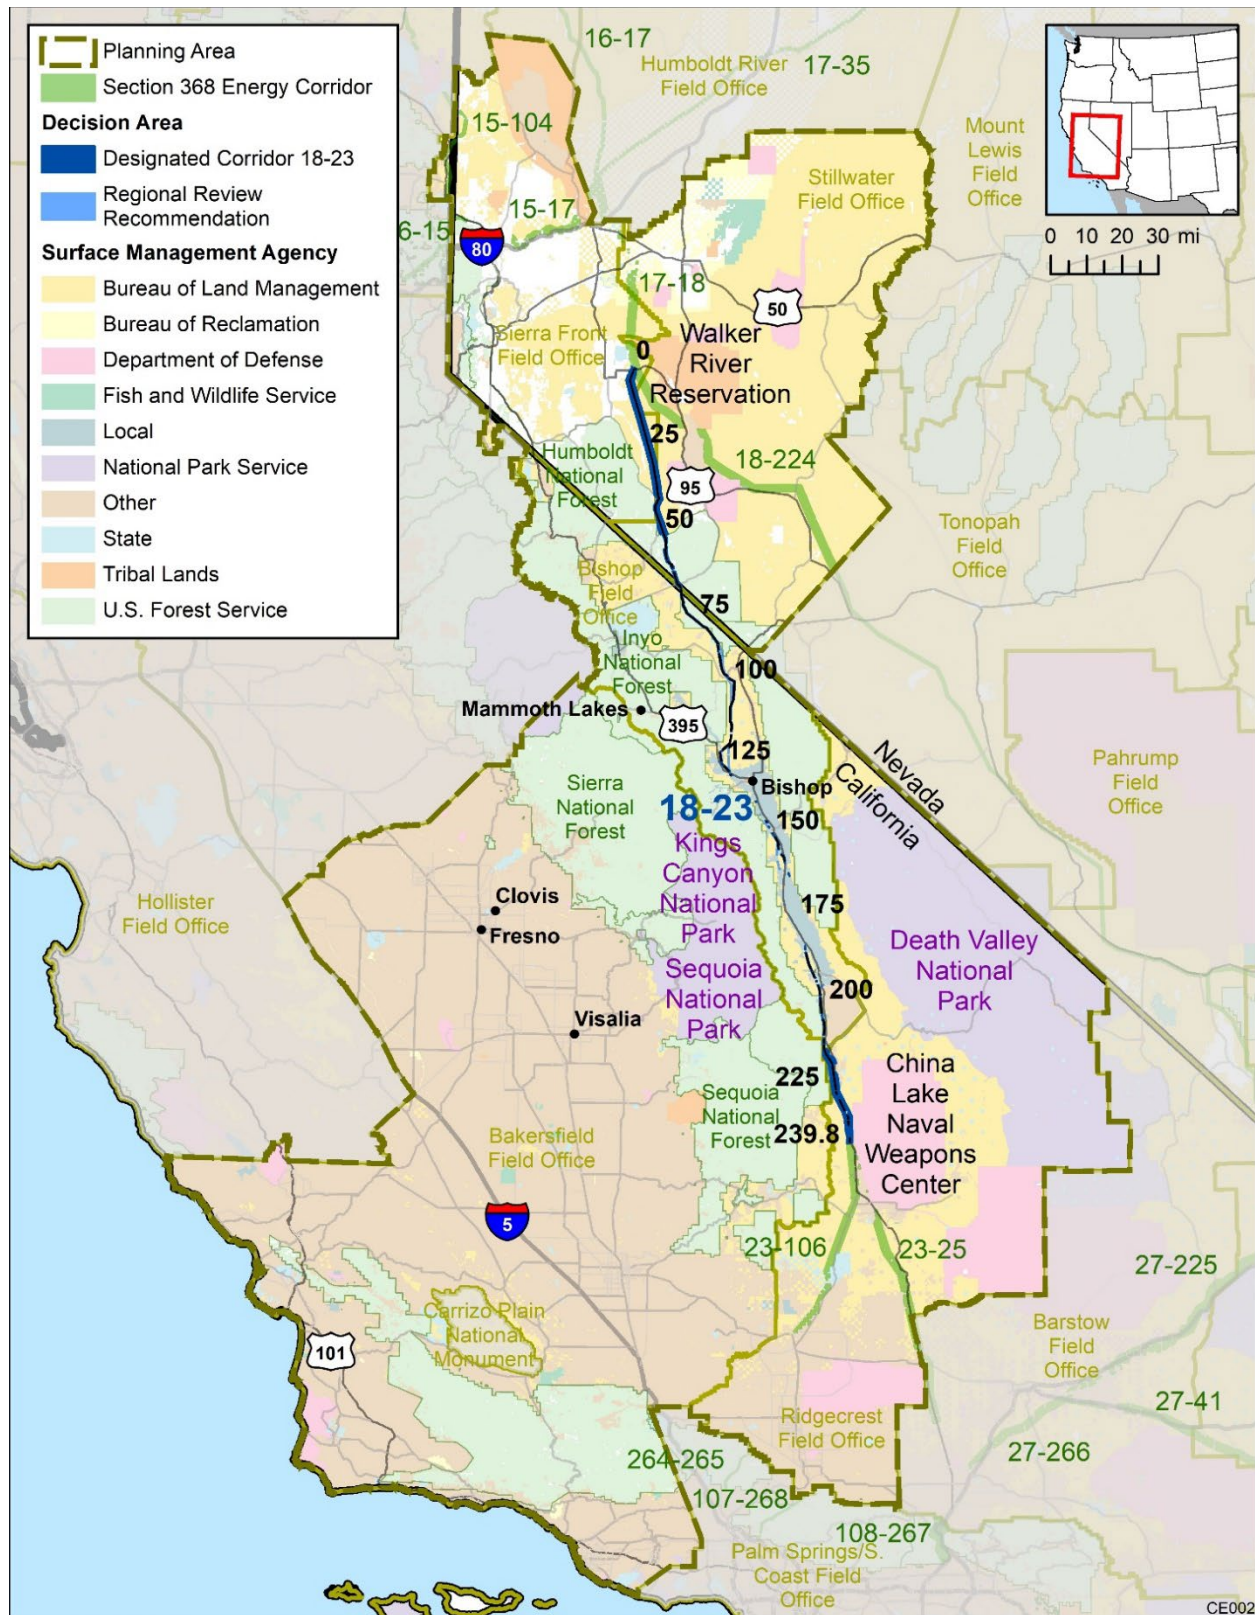 Planning Area
Section 368 Energy Corridor
Decision Area
Designated Corridor 18-23
Regional Review
Recommendation
Surface Management Agency
Bureau of Land Management
Bureau of Reclamation
Department of Defense
Fish and Wildlife Service
Local
National Park Service
Other
State
Tribal Lands
U.S. Forest Service
0 10 20 30 mi
16-17
Humboldt River
Field Office
17-35
15-104
Mount
Lewis
Field
Office
Stillwater
Field Office
15-17
6-15
80
17-18
50
Sierra Front
Field Office
0
Walker
River
Reservation
25
Humboldt
National
Forest
18-224
95
50
Tonopah
Field
Office
Bishop
Field
Office
75
Inyo
National
Forest
100
Mammoth Lakes
395
125
Nevada
California
Pahrump
Field
Office
Bishop
Sierra
National
Forest
18-23
150
Kings
Canyon
National
Park
Clovis
Hollister
Field Office
175
Fresno
Death Valley
National
Park
Sequoia
National
Park
200
Visalia
225
China
Lake
Naval
Weapons
Center
Sequoia
National
Forest
239.8
Bakersfield
Field Office
5
23-106
23-25
27-225
Carrizo Plain
National
Monument
Barstow
Field
Office
101
27-41
Ridgecrest
Field Office
27-266
264-265
107-268
108-267
Palm Springs/S.
Coast Field
Office
CE002